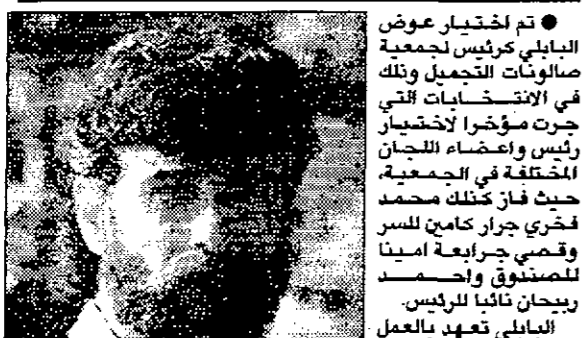 ● تم اختيار عوض
البابلي كرئيس لجمعية
صالونات التجميل وذلك
في الانتخابات التي
جرت مؤخرا لاختيار
رئيس واعضاء اللجان
المختلفة في الجمعية،
حيث فاز كذلك محمد
فخري جرار كامين للسر
وقصي جرابعة امينا
للصندوق واحمد
ريحان نائبا للرئيس.
البابلي تعهد بالعمل